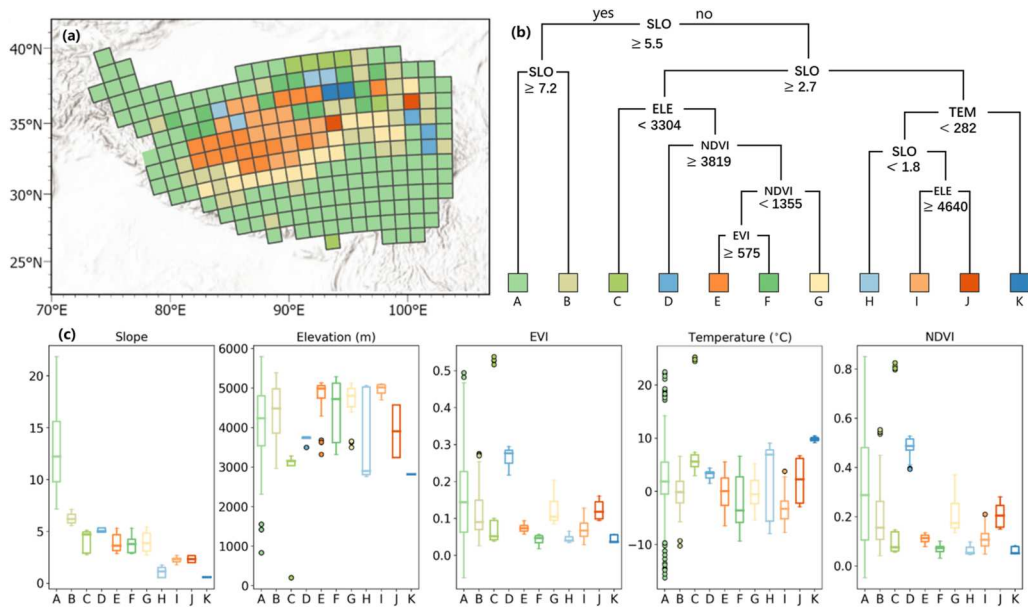 (a)
40°N
35°N
30°N
25°N
70°E 80°E 90°E 100°E
(b)
yes no
SLO
≥ 5.5
SLO
≥ 7.2
SLO
≥ 2.7
ELE
< 3304
TEM
< 282
NDVI
≥ 3819
SLO
< 1.8
NDVI
< 1355
ELE
≥ 4640
EVI
≥ 575
A B C D E F G H I J K
(c)
Slope
20
15
10
5
0
A B C D E F G H I J K
Elevation (m)
6000
5000
4000
3000
2000
1000
0
A B C D E F G H I J K
EVI
0.5
0.4
0.3
0.2
0.1
0.0
A B C D E F G H I J K
Temperature (°C)
20
10
0
−10
A B C D E F G H I J K
NDVI
0.8
0.6
0.4
0.2
0.0
A B C D E F G H I J K